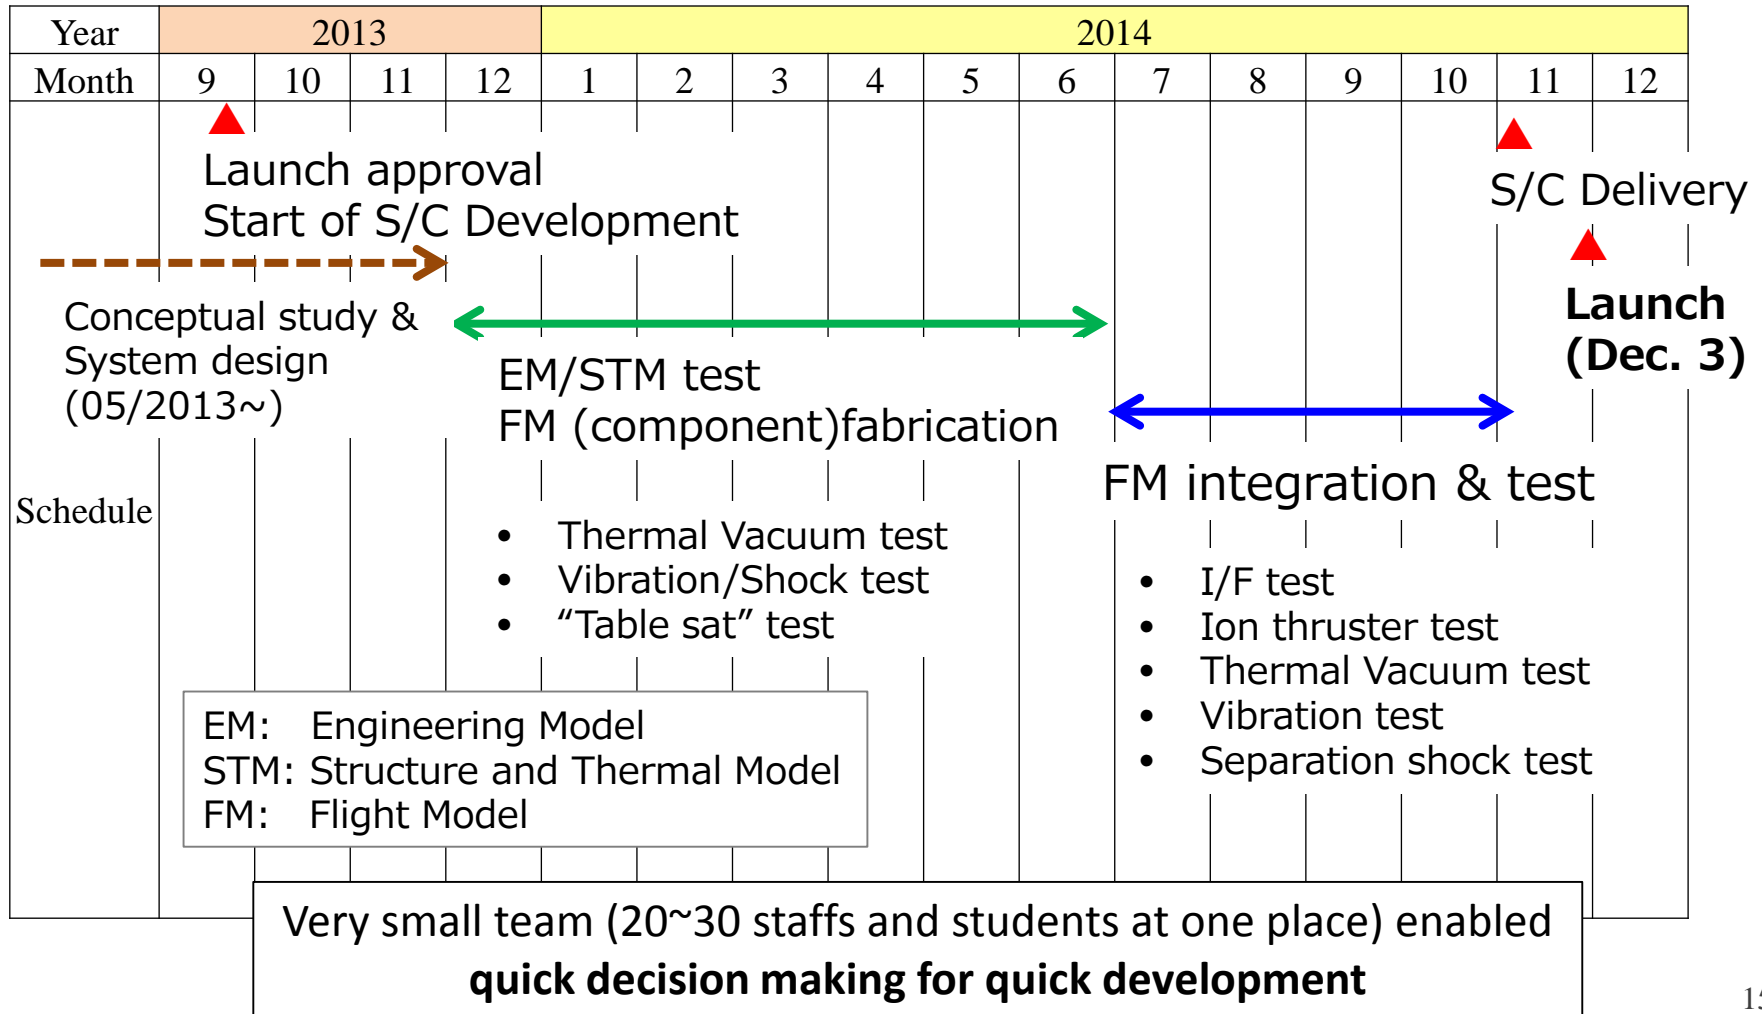 Year 2013 2014
Month 9 10 11 12 1 2 3 4 5 6 7 8 9 10 11 12
Schedule
Launch approval
Start of S/C Development
S/C Delivery
Launch
(Dec. 3)
Conceptual study &
System design
(05/2013~)
EM/STM test
FM (component)fabrication
• Thermal Vacuum test
• Vibration/Shock test
• “Table sat” test
FM integration & test
• I/F test
• Ion thruster test
• Thermal Vacuum test
• Vibration test
• Separation shock test
EM: Engineering Model
STM: Structure and Thermal Model
FM: Flight Model
Very small team (20~30 staffs and students at one place) enabled
quick decision making for quick development